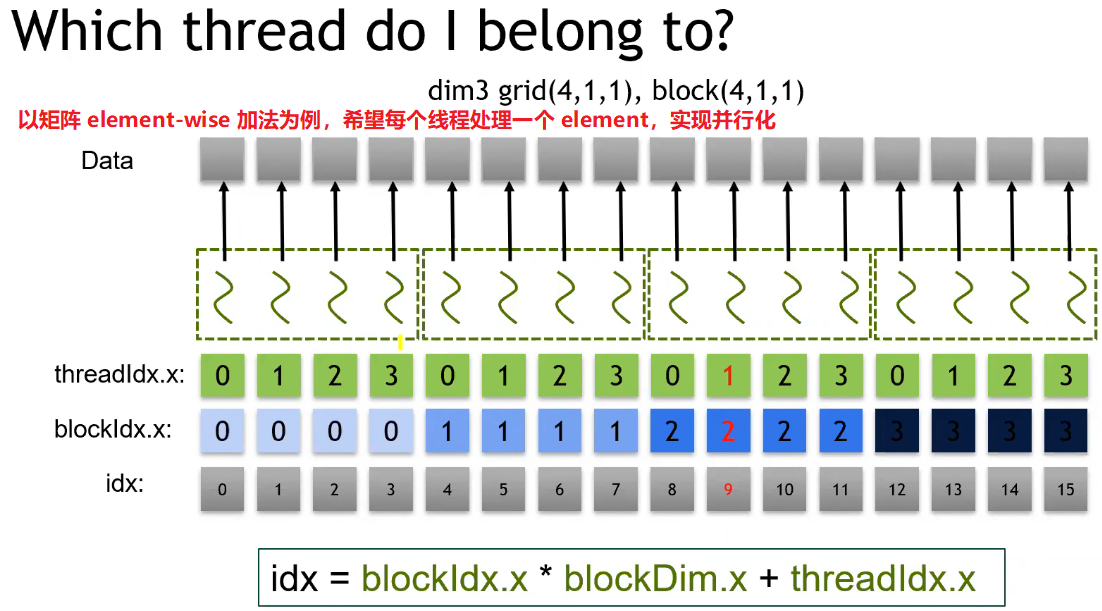 Which thread do I belong to?
dim3 grid(4,1,1), block(4,1,1)
以矩阵 element-wise 加法为例，希望每个线程处理一个 element，实现并行化
Data
threadIdx.x: 0 1 2 3 0 1 2 3 0 1 2 3 0 1 2 3
blockIdx.x: 0 0 0 0 1 1 1 1 2 2 2 2 3 3 3 3
idx: 0 1 2 3 4 5 6 7 8 9 10 11 12 13 14 15
idx = blockIdx.x * blockDim.x + threadIdx.x